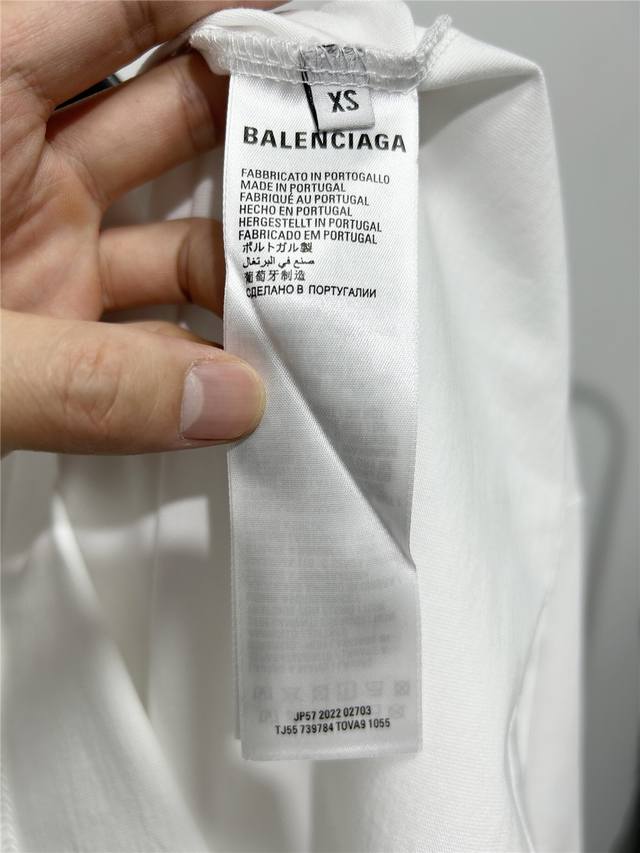 XS
BALENCIAGA
FABBRICATO IN PORTOGALLO
MADE IN PORTUGAL
FABRIQUÉ AU PORTUGAL
HECHO EN PORTUGAL
HERGESTELLT IN PORTUGAL
FABRICADO EM PORTUGAL
ポルトガル製
صنع في البرتغال
葡萄牙制造
СДЕЛАНО В ПОРТУГАЛИИ
JP57 2022 02703
TJ55 739784 TOVA9 1055